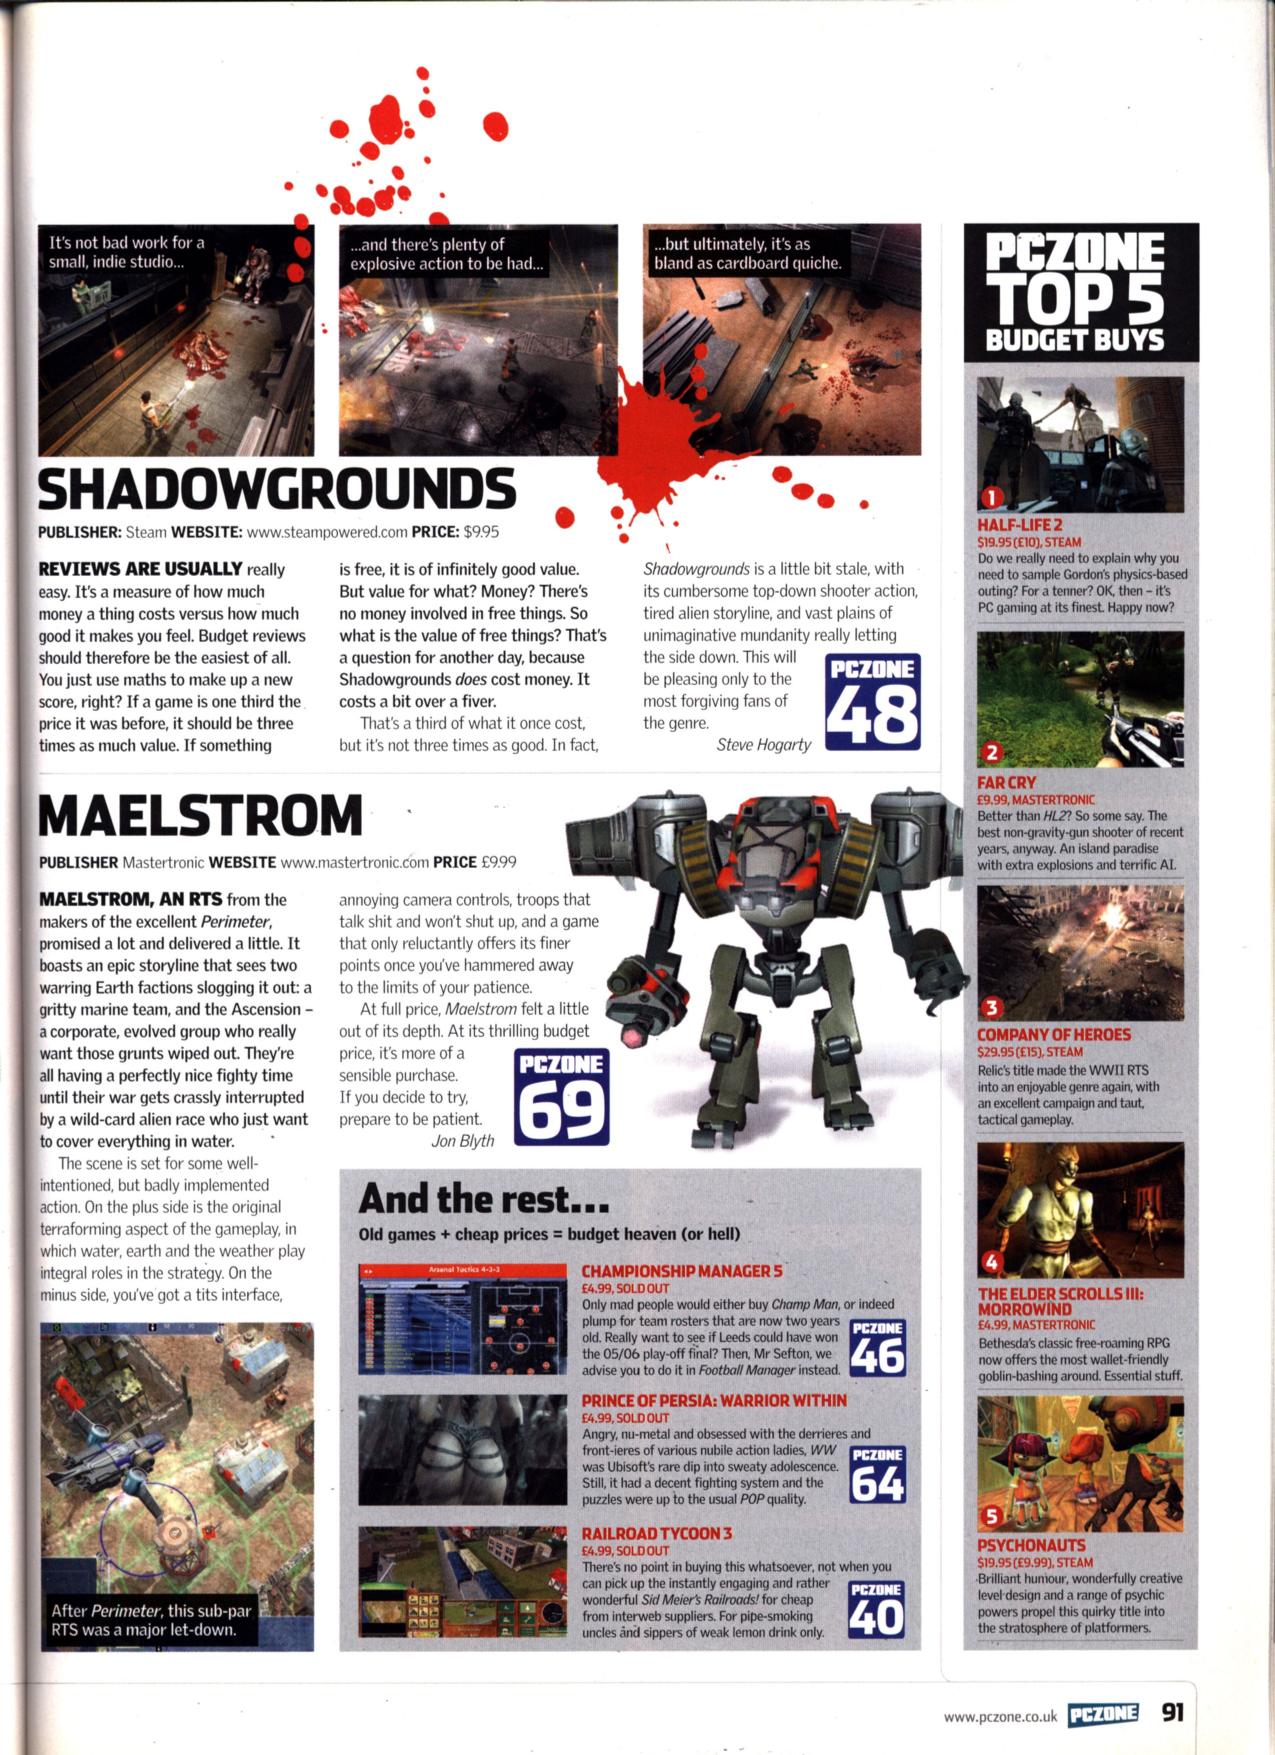 It's not bad work for a
small, indie studio...
...and there's plenty of
explosive action to be had...
...but ultimately, it's as
bland as cardboard quiche.
SHADOWGROUNDS
PUBLISHER: Steam WEBSITE: www.steampowered.com PRICE: $9.95
REVIEWS ARE USUALLY really
easy. It's a measure of how much
money a thing costs versus how much
good it makes you feel. Budget reviews
should therefore be the easiest of all.
You just use maths to make up a new
score, right? If a game is one third the
price it was before, it should be three
times as much value. If something
is free, it is of infinitely good value.
But value for what? Money? There's
no money involved in free things. So
what is the value of free things? That's
a question for another day, because
Shadowgrounds does cost money. It
costs a bit over a fiver.
That's a third of what it once cost,
but it's not three times as good. In fact,
Shadowgrounds is a little bit stale, with
its cumbersome top-down shooter action,
tired alien storyline, and vast plains of
unimaginative mundanity really letting
the side down. This will
be pleasing only to the
most forgiving fans of
the genre.
Steve Hogarty
PCZONE
48
MAELSTROM
PUBLISHER Mastertronic WEBSITE www.mastertronic.com PRICE £9.99
MAELSTROM, AN RTS from the
makers of the excellent Perimeter,
promised a lot and delivered a little. It
boasts an epic storyline that sees two
warring Earth factions slogging it out: a
gritty marine team, and the Ascension –
a corporate, evolved group who really
want those grunts wiped out. They're
all having a perfectly nice fighty time
until their war gets crassly interrupted
by a wild-card alien race who just want
to cover everything in water.
The scene is set for some well-
intentioned, but badly implemented
action. On the plus side is the original
terraforming aspect of the gameplay, in
which water, earth and the weather play
integral roles in the strategy. On the
minus side, you've got a tits interface,
annoying camera controls, troops that
talk shit and won't shut up, and a game
that only reluctantly offers its finer
points once you've hammered away
to the limits of your patience.
At full price, Maelstrom felt a little
out of its depth. At its thrilling budget
price, it's more of a
sensible purchase.
If you decide to try,
prepare to be patient.
Jon Blyth
PCZONE
69
After Perimeter, this sub-par
RTS was a major let-down.
And the rest...
Old games + cheap prices = budget heaven (or hell)
Arsenal Tactics 4-3-3
CHAMPIONSHIP MANAGER 5
£4.99, SOLD OUT
Only mad people would either buy Champ Man, or indeed
plump for team rosters that are now two years
old. Really want to see if Leeds could have won
the 05/06 play-off final? Then, Mr Sefton, we
advise you to do it in Football Manager instead.
PCZONE
46
PRINCE OF PERSIA: WARRIOR WITHIN
£4.99, SOLD OUT
Angry, nu-metal and obsessed with the derrieres and
front-ieres of various nubile action ladies, WW
was Ubisoft's rare dip into sweaty adolescence.
Still, it had a decent fighting system and the
puzzles were up to the usual POP quality.
PCZONE
64
RAILROAD TYCOON 3
£4.99, SOLD OUT
There's no point in buying this whatsoever, not when you
can pick up the instantly engaging and rather
wonderful Sid Meier's Railroads! for cheap
from interweb suppliers. For pipe-smoking
uncles and sippers of weak lemon drink only.
PCZONE
40
PCZONE
TOP 5
BUDGET BUYS
1
HALF-LIFE 2
$19.95 (£10), STEAM
Do we really need to explain why you
need to sample Gordon's physics-based
outing? For a tenner? OK, then – it's
PC gaming at its finest. Happy now?
2
FAR CRY
£9.99, MASTERTRONIC
Better than HL2? So some say. The
best non-gravity-gun shooter of recent
years, anyway. An island paradise
with extra explosions and terrific AI.
3
COMPANY OF HEROES
$29.95 (£15), STEAM
Relic's title made the WWII RTS
into an enjoyable genre again, with
an excellent campaign and taut,
tactical gameplay.
4
THE ELDER SCROLLS III:
MORROWIND
£4.99, MASTERTRONIC
Bethesda's classic free-roaming RPG
now offers the most wallet-friendly
goblin-bashing around. Essential stuff.
5
PSYCHONAUTS
$19.95 (£9.99), STEAM
Brilliant humour, wonderfully creative
level design and a range of psychic
powers propel this quirky title into
the stratosphere of platformers.
www.pczone.co.uk PCZONE 91